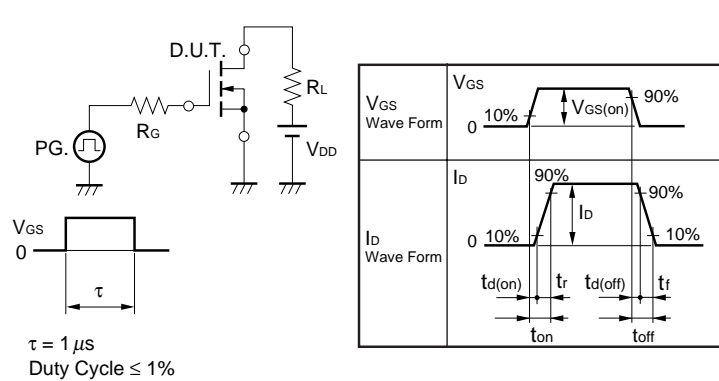 D.U.T.
RL
RG
PG.
VDD
VGS
0
τ
τ = 1 μs
Duty Cycle ≤ 1%
VGS
Wave Form
VGS
10%
0
VGS(on)
90%
ID
Wave Form
ID
90%
90%
ID
0
10%
10%
td(on)
tr
td(off)
tf
ton
toff